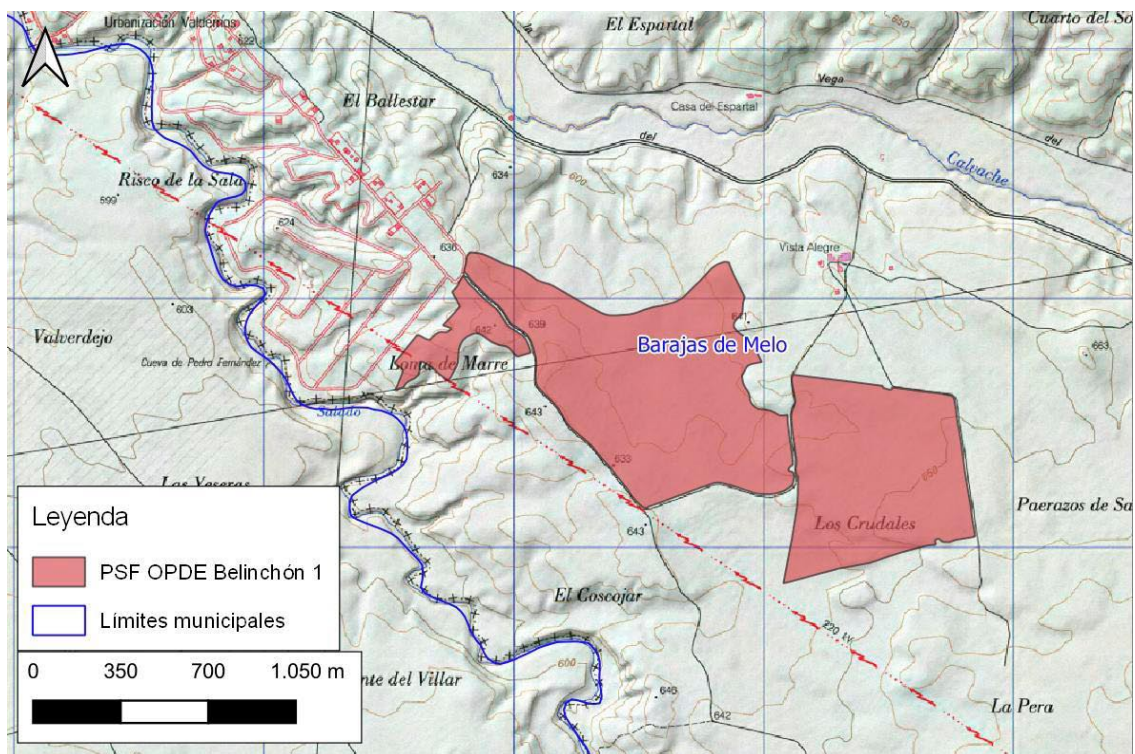 Urbanización Valderríos
622
El Espartal
650
Cuarto del So
El Ballestar
Casa del Espartal
Vega
del
del
Calvache
Risco de la Sala
599
624
634
600
636
Vista Alegre
603
Valverdejo
Cueva de Pedro Fernández
642
639
641
Barajas de Melo
663
Loma de Marre
Salado
643
633
Las Yeseras
650
Paerazos de Sa
Los Crudales
643
El Coscojar
220 kv
600
nte del Villar
646
642
La Pera
Leyenda
PSF OPDE Belinchón 1
Límites municipales
0 350 700 1.050 m